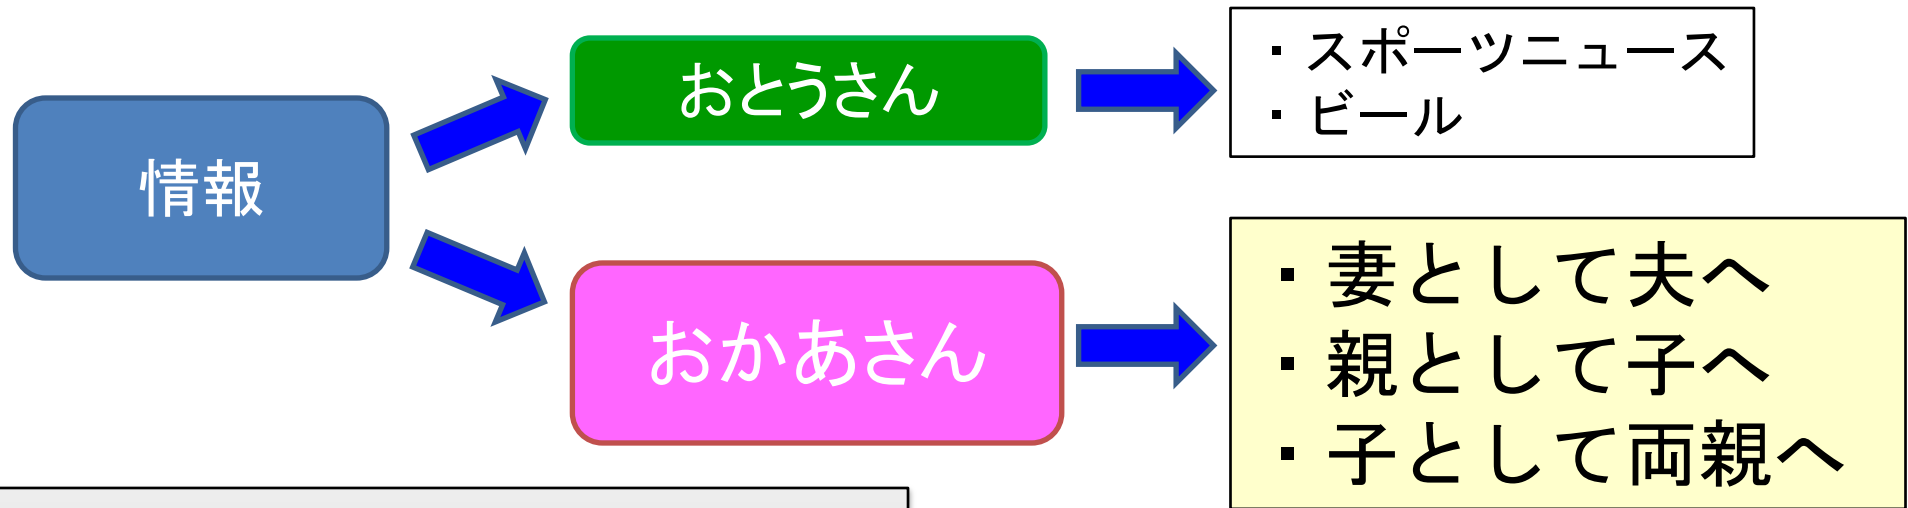 情報
おとうさん
・スポーツニュース
・ビール
おかあさん
・妻として夫へ
・親として子へ
・子として両親へ